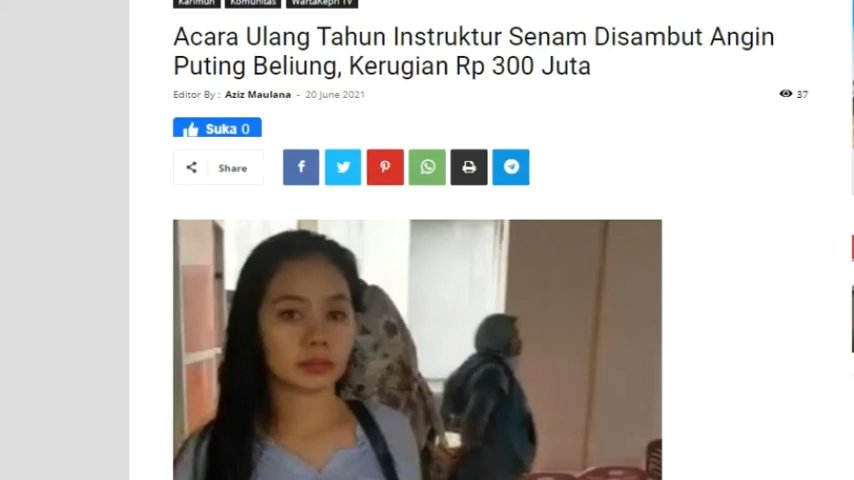 Karimun Komunitas WartaKepri TV
Acara Ulang Tahun Instruktur Senam Disambut Angin
Puting Beliung, Kerugian Rp 300 Juta
Editor By : Aziz Maulana - 20 June 2021 37
Suka 0
Share